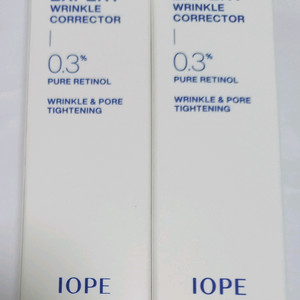 EXPERT
WRINKLE
CORRECTOR
0.3%
PURE RETINOL
WRINKLE & PORE
TIGHTENING
IOPE
WRINKLE
CORRECTOR
0.3%
PURE RETINOL
WRINKLE & PORE
TIGHTENING
IOPE